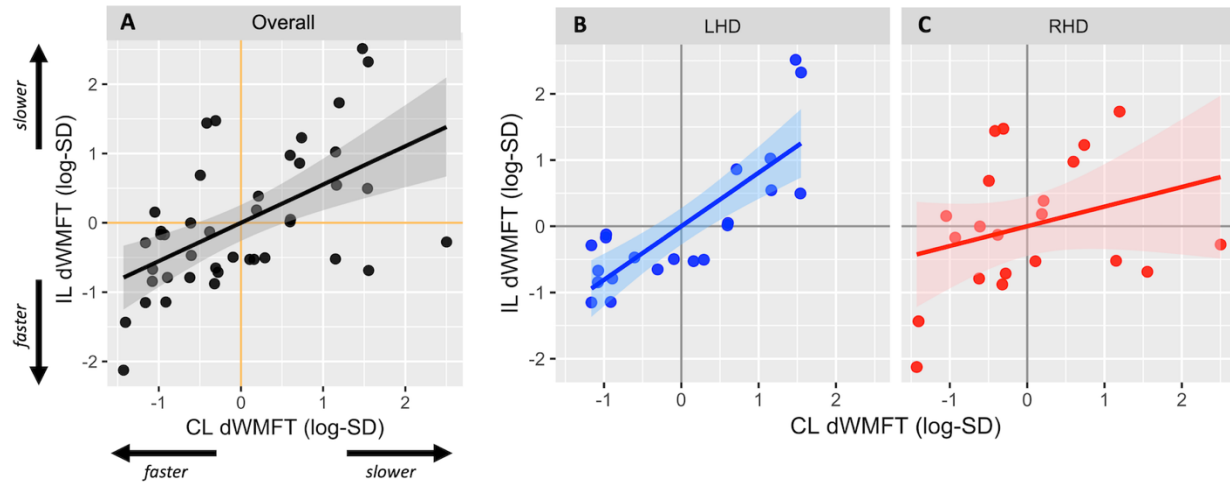 A Overall
B LHD
C RHD
slower
faster
IL dWMFT (log-SD)
2
1
0
-1
-2
-1 0 1 2
CL dWMFT (log-SD)
faster slower
IL dWMFT (log-SD)
2
1
0
-1
-2
-1 0 1 2
-1 0 1 2
CL dWMFT (log-SD)